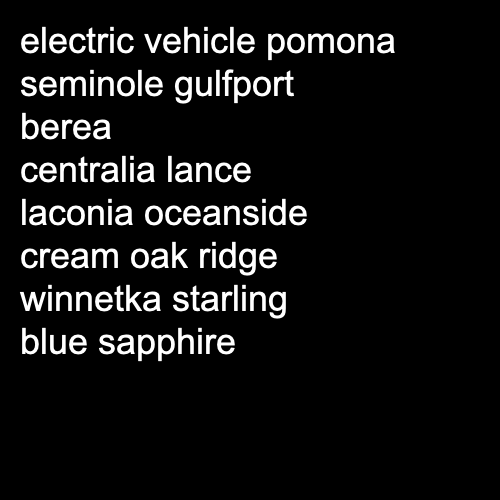 electric vehicle pomona
seminole gulfport
berea
centralia lance
laconia oceanside
cream oak ridge
winnetka starling
blue sapphire